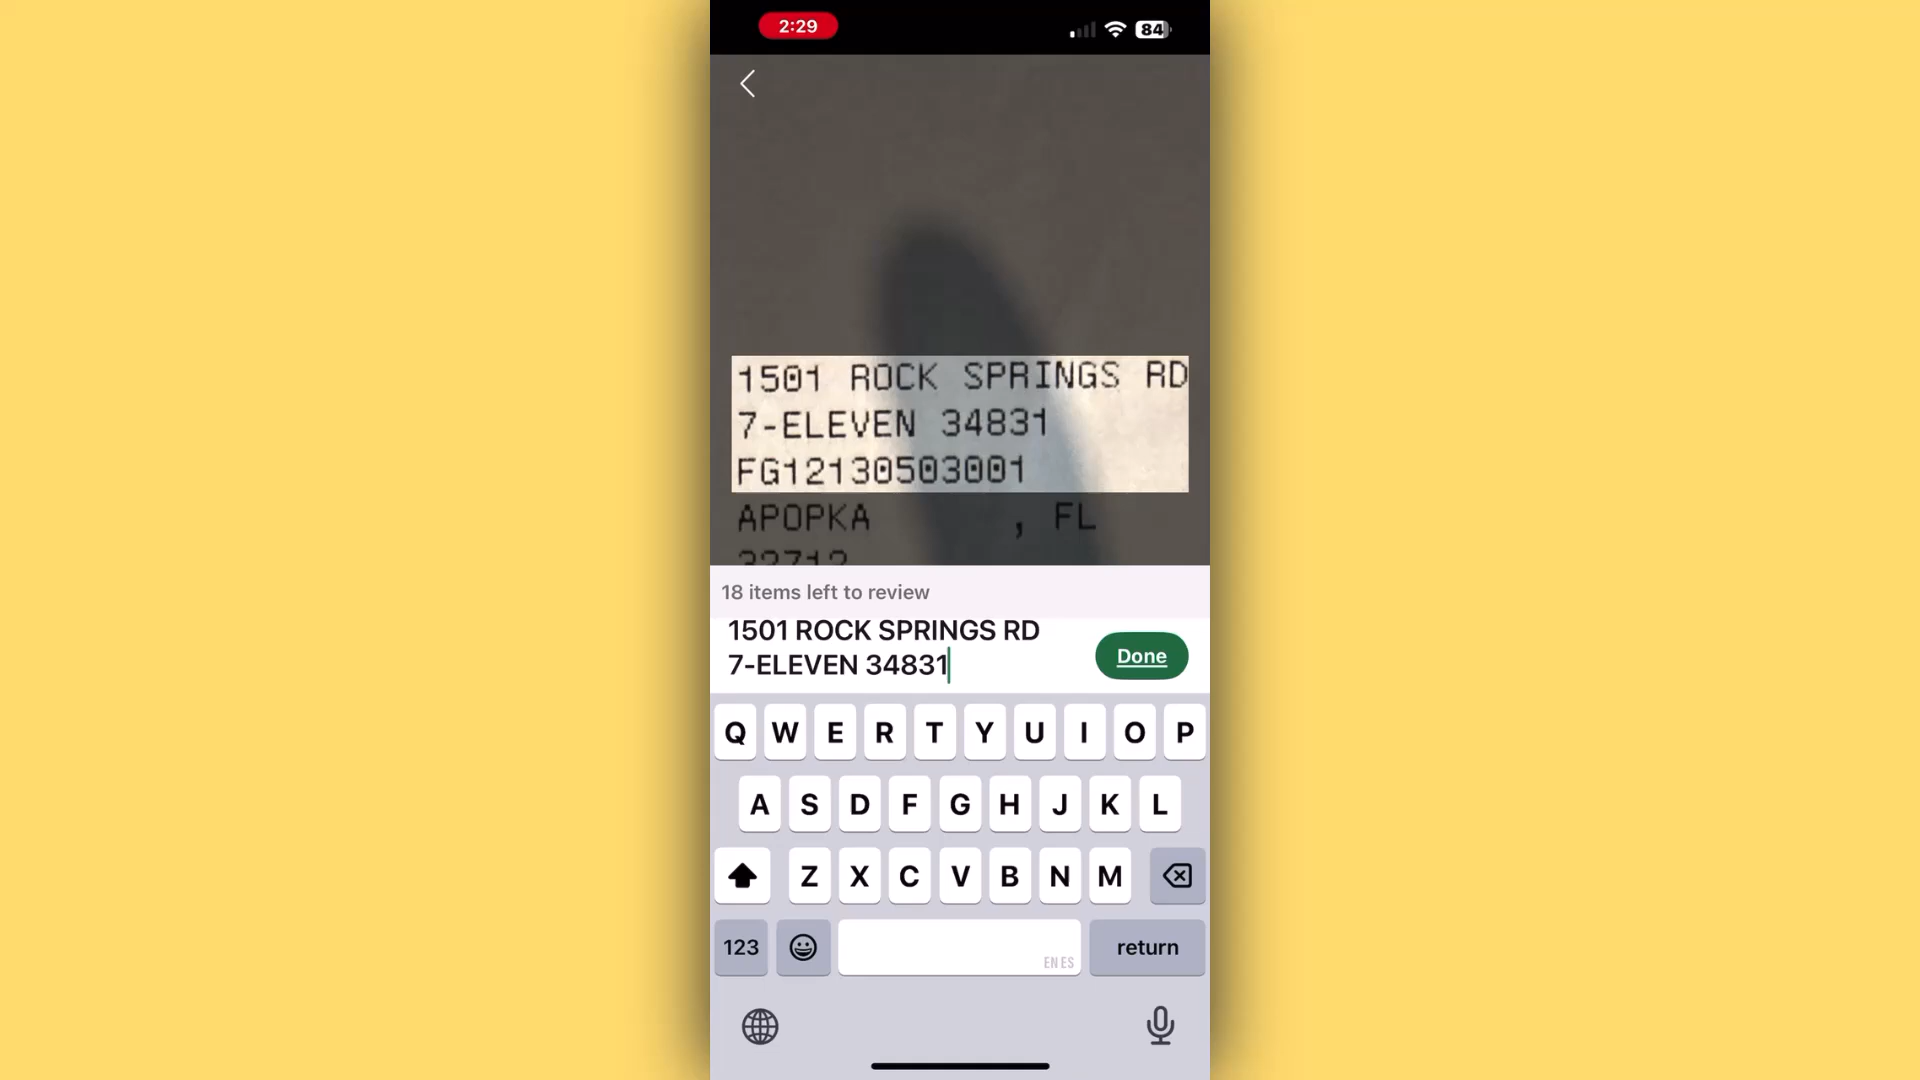 2:29
84
1501 ROCK SPRINGS RD
7-ELEVEN 34831
FG12130503001
APOPKA , FL
32712
18 items left to review
1501 ROCK SPRINGS RD
7-ELEVEN 34831
Done
Q W E R T Y U I O P
A S D F G H J K L
Z X C V B N M
123
EN ES
return